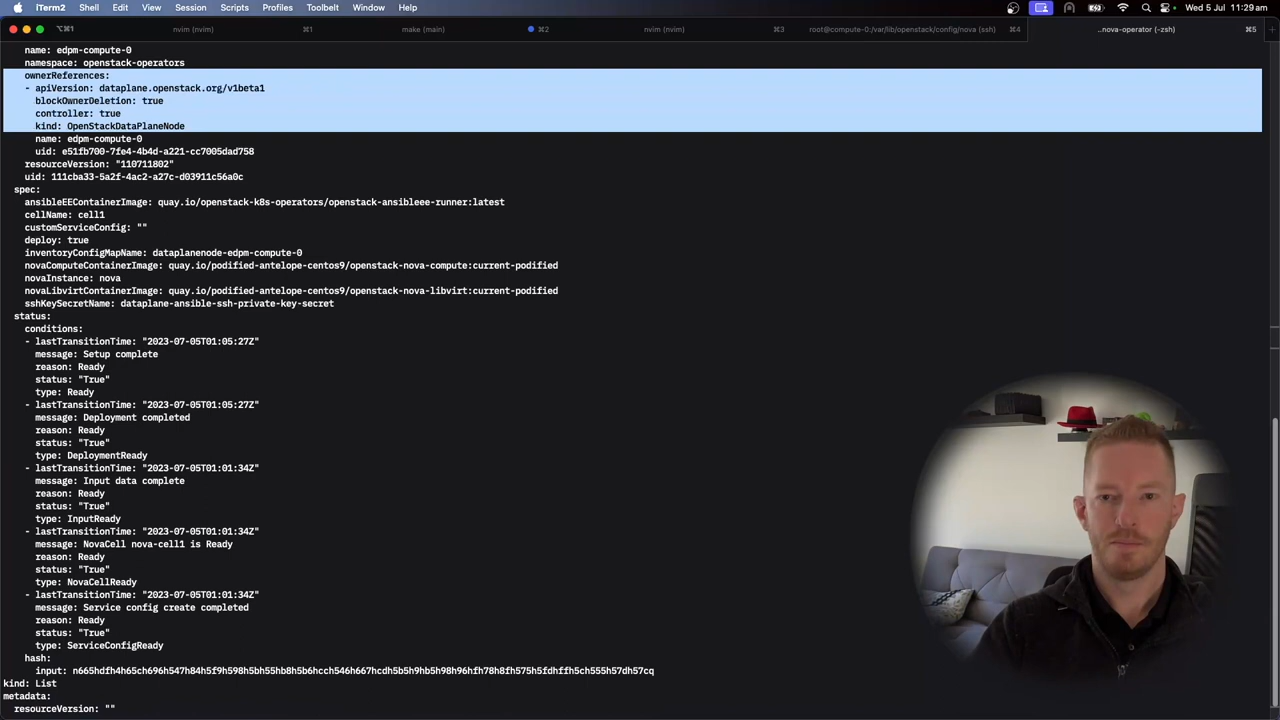 iTerm2 Shell Edit View Session Scripts Profiles Toolbelt Window Help Wed 5 Jul 11:29 am
⌥⌘1 nvim (nvim) ⌘1 make (main) ⌘2 nvim (nvim) ⌘3 root@compute-0:/var/lib/openstack/config/nova (ssh) ⌘4 ..nova-operator (-zsh) ⌘5
name: edpm-compute-0
namespace: openstack-operators
ownerReferences:
- apiVersion: dataplane.openstack.org/v1beta1
blockOwnerDeletion: true
controller: true
kind: OpenStackDataPlaneNode
name: edpm-compute-0
uid: e51fb700-7fe4-4b4d-a221-cc7005dad758
resourceVersion: "110711802"
uid: 111cba33-5a2f-4ac2-a27c-d03911c56a0c
spec:
ansibleEEContainerImage: quay.io/openstack-k8s-operators/openstack-ansibleee-runner:latest
cellName: cell1
customServiceConfig: ""
deploy: true
inventoryConfigMapName: dataplanenode-edpm-compute-0
novaComputeContainerImage: quay.io/podified-antelope-centos9/openstack-nova-compute:current-podified
novaInstance: nova
novaLibvirtContainerImage: quay.io/podified-antelope-centos9/openstack-nova-libvirt:current-podified
sshKeySecretName: dataplane-ansible-ssh-private-key-secret
status:
conditions:
- lastTransitionTime: "2023-07-05T01:05:27Z"
message: Setup complete
reason: Ready
status: "True"
type: Ready
- lastTransitionTime: "2023-07-05T01:05:27Z"
message: Deployment completed
reason: Ready
status: "True"
type: DeploymentReady
- lastTransitionTime: "2023-07-05T01:01:34Z"
message: Input data complete
reason: Ready
status: "True"
type: InputReady
- lastTransitionTime: "2023-07-05T01:01:34Z"
message: NovaCell nova-cell1 is Ready
reason: Ready
status: "True"
type: NovaCellReady
- lastTransitionTime: "2023-07-05T01:01:34Z"
message: Service config create completed
reason: Ready
status: "True"
type: ServiceConfigReady
hash:
input: n665hdfh4h65ch696h547h84h5f9h598h5bh55hb8h5b6hcch546h667hcdh5b5h9hb5h98h96hfh78h8fh575h5fdhffh5ch555h57dh57cq
kind: List
metadata:
resourceVersion: ""